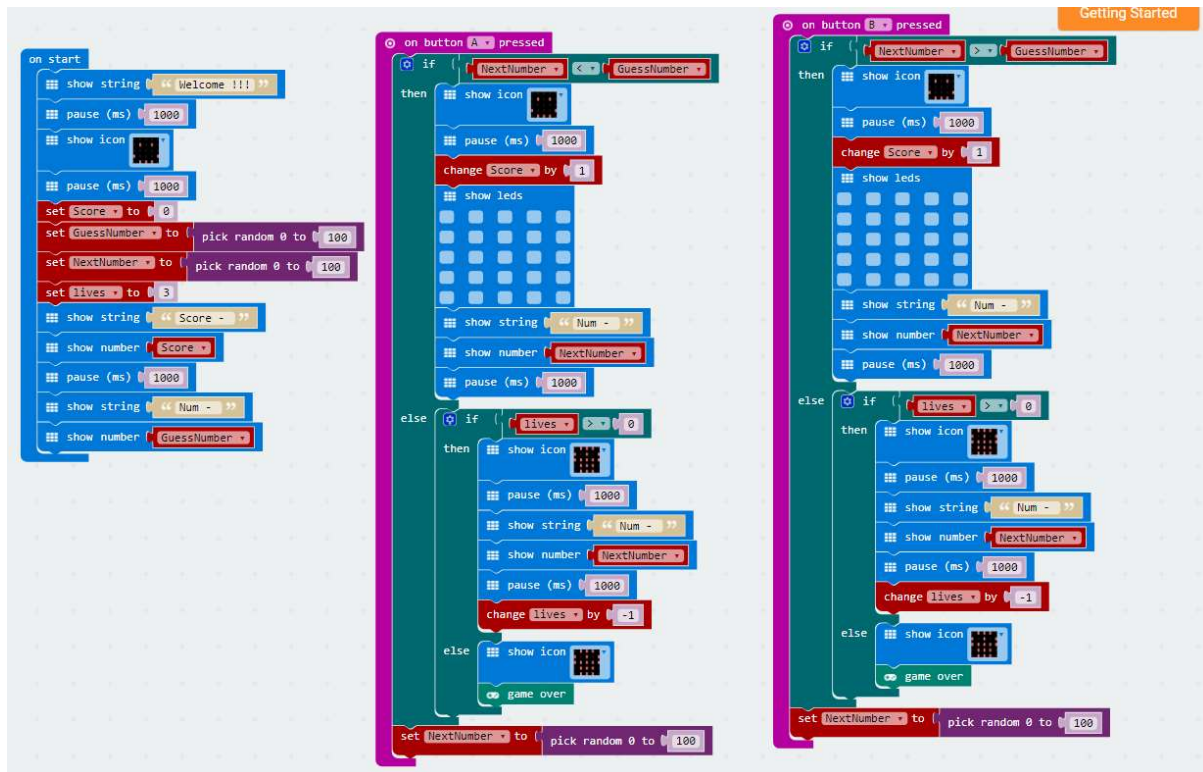 Getting Started
on start
show string “ Welcome !!! ”
pause (ms) 1000
show icon
pause (ms) 1000
set Score to 0
set GuessNumber to pick random 0 to 100
set NextNumber to pick random 0 to 100
set lives to 3
show string “ Score - ”
show number Score
pause (ms) 1000
show string “ Num - ”
show number GuessNumber
on button A pressed
if NextNumber < GuessNumber
then show icon
pause (ms) 1000
change Score by 1
show leds
show string “ Num - ”
show number NextNumber
pause (ms) 1000
else if lives > 0
then show icon
pause (ms) 1000
show string “ Num - ”
show number NextNumber
pause (ms) 1000
change lives by -1
else show icon
game over
set NextNumber to pick random 0 to 100
on button B pressed
if NextNumber > GuessNumber
then show icon
pause (ms) 1000
change Score by 1
show leds
show string “ Num - ”
show number NextNumber
pause (ms) 1000
else if lives > 0
then show icon
pause (ms) 1000
show string “ Num - ”
show number NextNumber
pause (ms) 1000
change lives by -1
else show icon
game over
set NextNumber to pick random 0 to 100